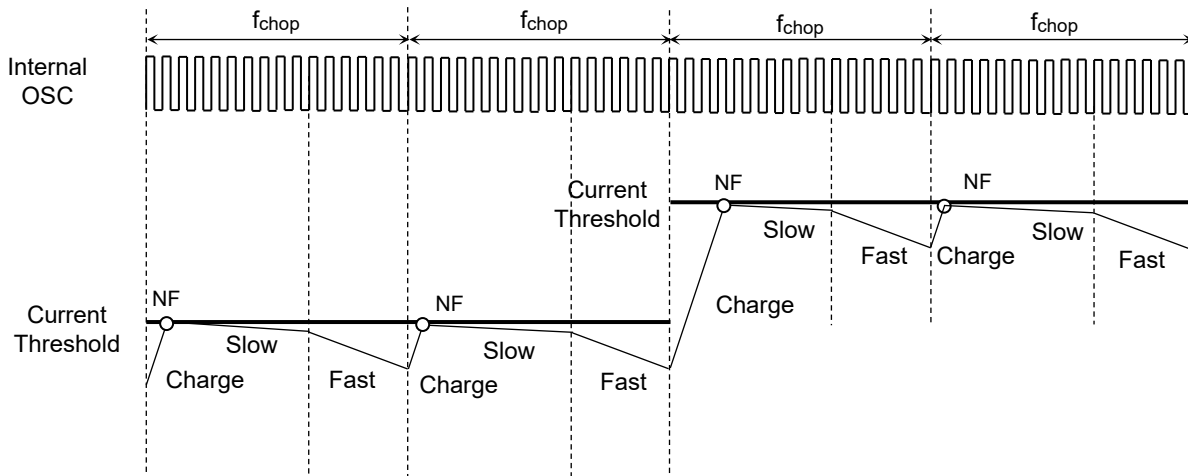 fchop
fchop
fchop
fchop
Internal
OSC
Current
Threshold
NF
NF
Slow
Fast
Charge
Slow
Fast
Charge
Current
Threshold
NF
NF
Slow
Charge
Fast
Charge
Slow
Fast